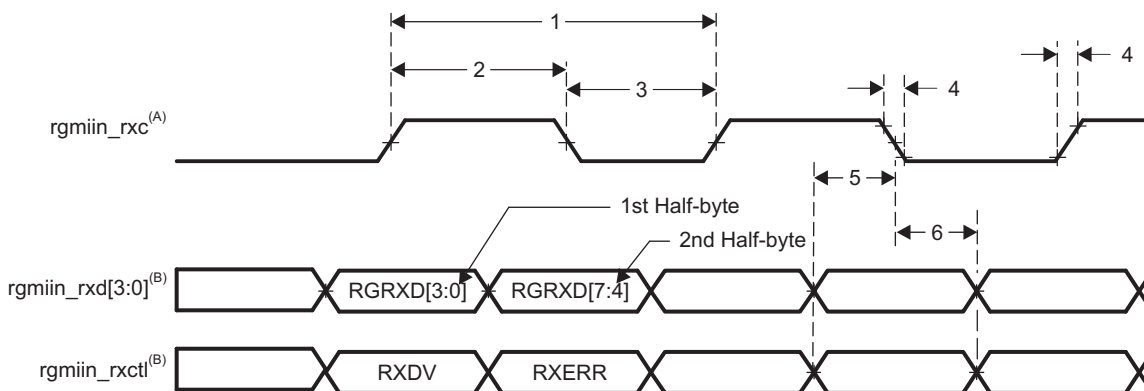 1
2
3
4
4
rgmiin_rxc(A)
5
1st Half-byte
6
2nd Half-byte
rgmiin_rxd[3:0](B)
RGRXD[3:0]
RGRXD[7:4]
rgmiin_rxctl(B)
RXDV
RXERR